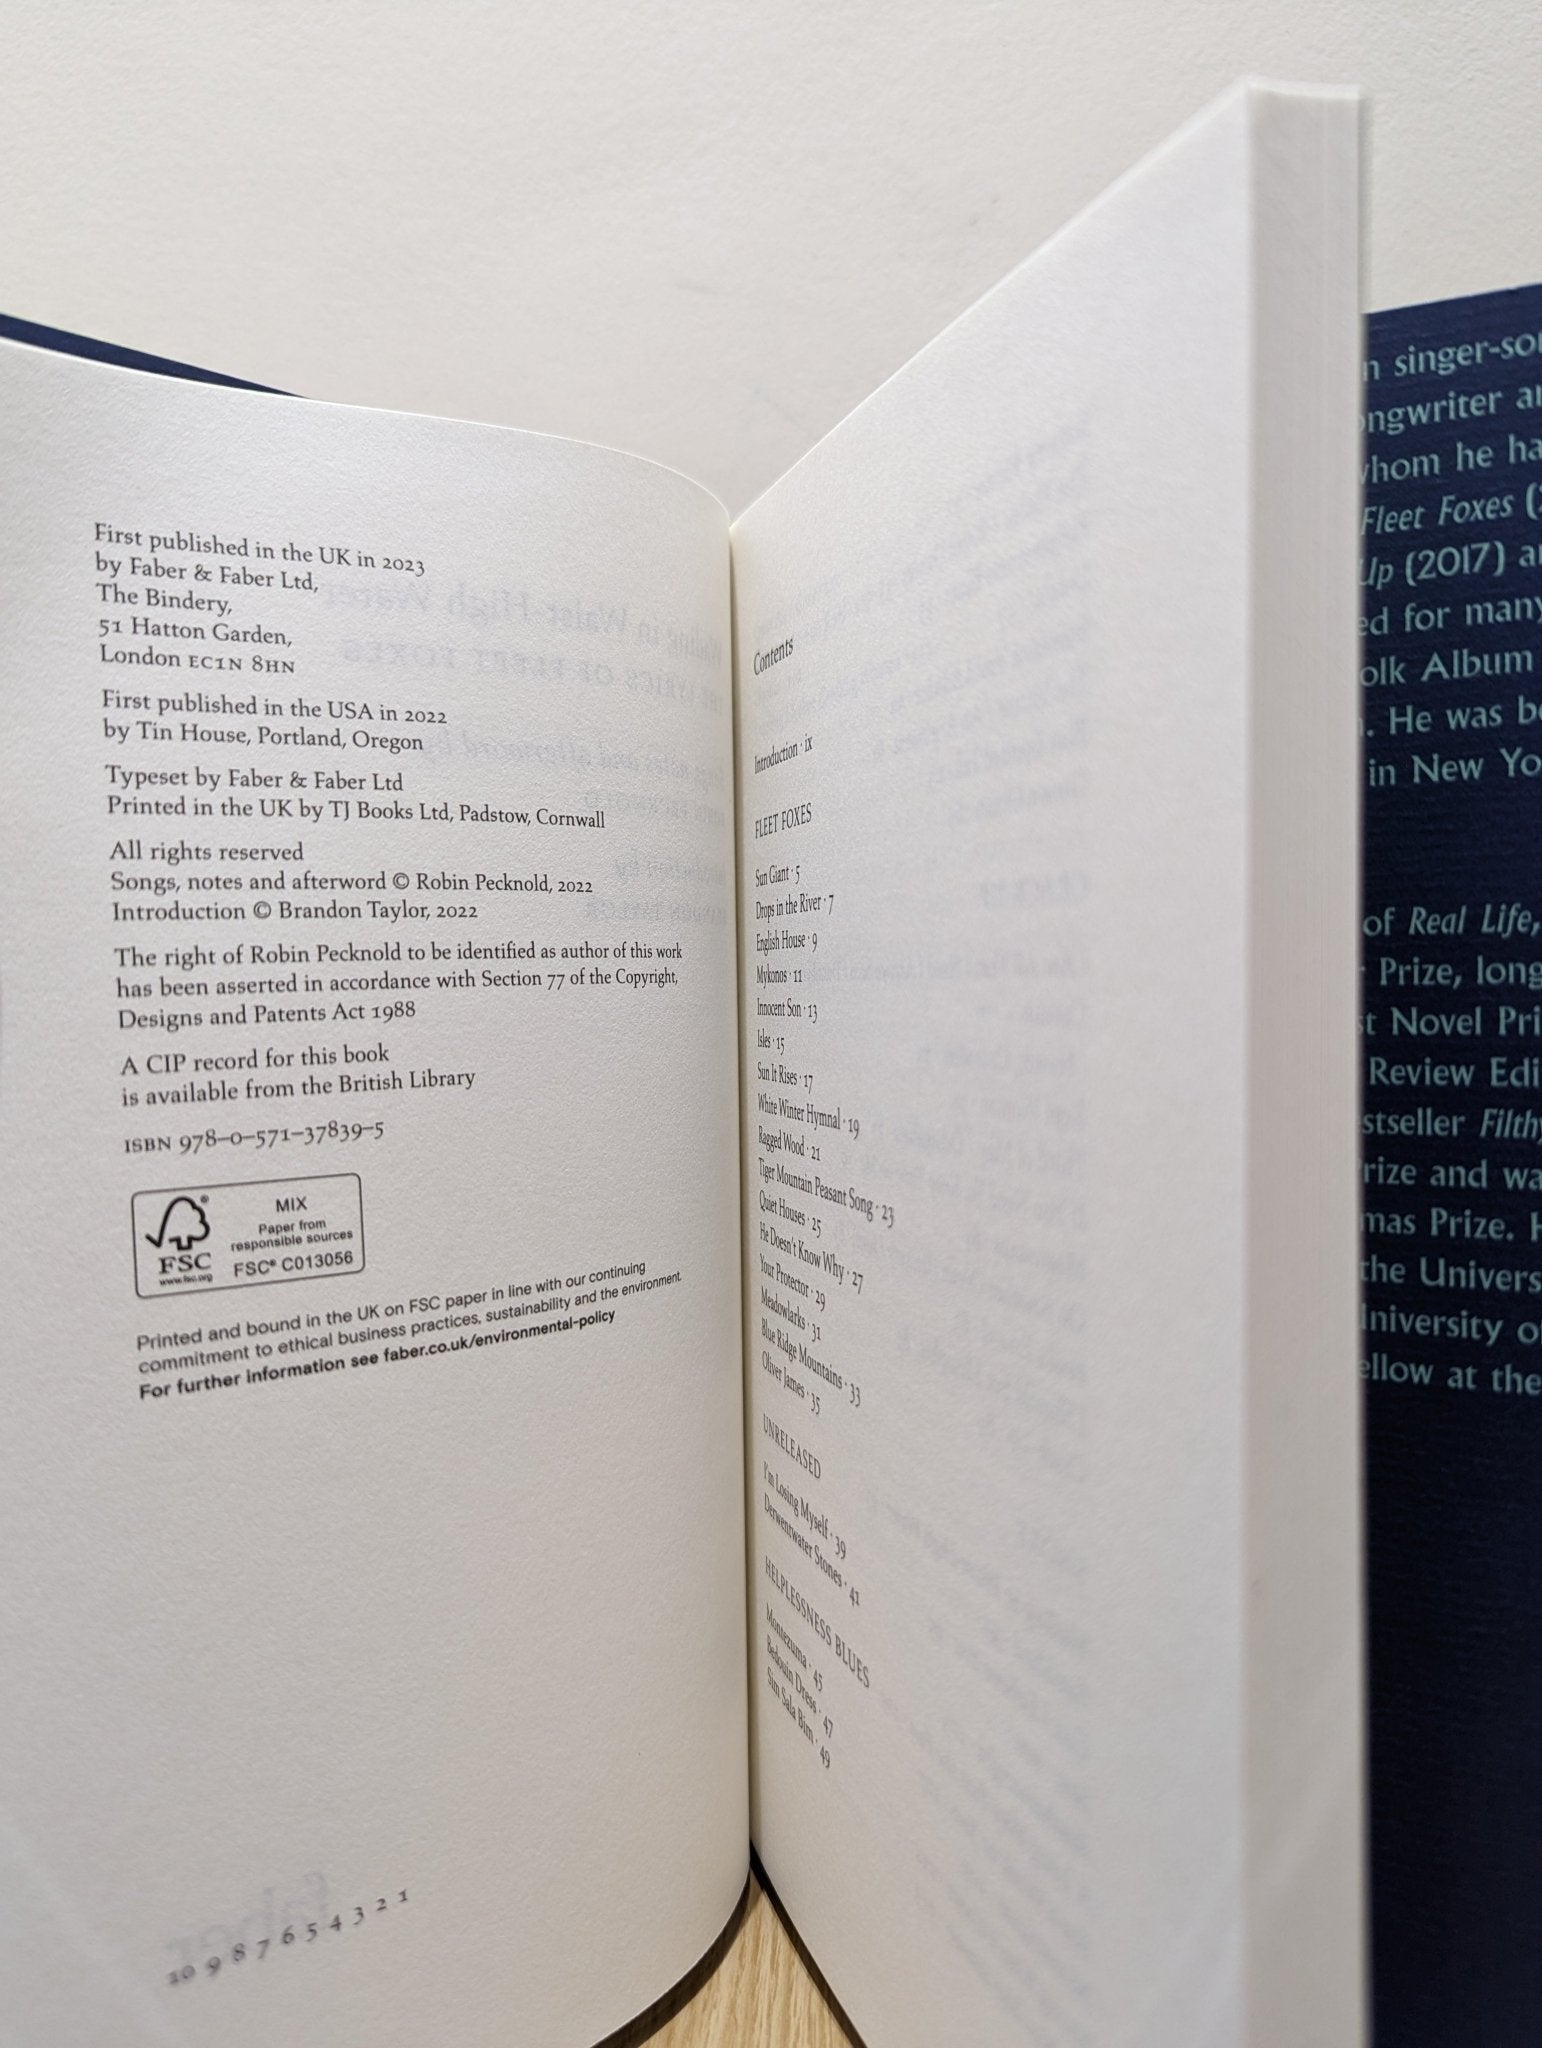 First published in the UK in 2023
by Faber & Faber Ltd,
The Bindery,
51 Hatton Garden,
London EC1N 8HN
First published in the USA in 2022
by Tin House, Portland, Oregon
Typeset by Faber & Faber Ltd
Printed in the UK by TJ Books Ltd, Padstow, Cornwall
All rights reserved
Songs, notes and afterword © Robin Pecknold, 2022
Introduction © Brandon Taylor, 2022
The right of Robin Pecknold to be identified as author of this work
has been asserted in accordance with Section 77 of the Copyright,
Designs and Patents Act 1988
A CIP record for this book
is available from the British Library
ISBN 978–0–571–37839–5
MIX
Paper from
responsible sources
FSC® C013056
FSC
www.fsc.org
Printed and bound in the UK on FSC paper in line with our continuing
commitment to ethical business practices, sustainability and the environment.
For further information see faber.co.uk/environmental-policy
10 9 8 7 6 5 4 3 2 1
Contents
Introduction · ix
FLEET FOXES
Sun Giant · 5
Drops in the River · 7
English House · 9
Mykonos · 11
Innocent Son · 13
Isles · 15
Sun It Rises · 17
White Winter Hymnal · 19
Ragged Wood · 21
Tiger Mountain Peasant Song · 23
Quiet Houses · 25
He Doesn't Know Why · 27
Your Protector · 29
Meadowlarks · 31
Blue Ridge Mountains · 33
Oliver James · 35
UNRELEASED
I'm Losing Myself · 39
Derwentwater Stones · 41
HELPLESSNESS BLUES
Montezuma · 45
Bedouin Dress · 47
Sim Sala Bim · 49
n singer-so
ongwriter a
whom he ha
Fleet Foxes (
Up (2017) a
ed for many
olk Album
. He was b
in New Yo
of Real Life,
Prize, long
st Novel Pri
Review Edi
stseller Filthy
rize and wa
mas Prize. H
the Univers
niversity o
ellow at the